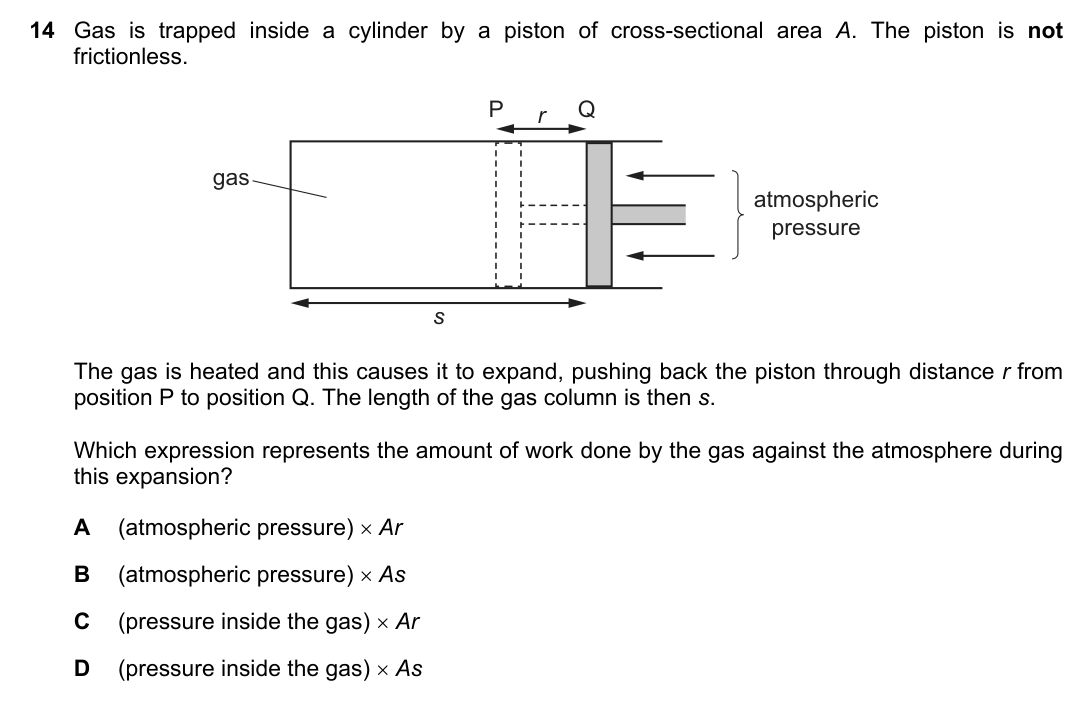 14 Gas is trapped inside a cylinder by a piston of cross-sectional area A. The piston is not
frictionless.
P r Q
gas
atmospheric
pressure
s
The gas is heated and this causes it to expand, pushing back the piston through distance r from
position P to position Q. The length of the gas column is then s.
Which expression represents the amount of work done by the gas against the atmosphere during
this expansion?
A (atmospheric pressure) × Ar
B (atmospheric pressure) × As
C (pressure inside the gas) × Ar
D (pressure inside the gas) × As